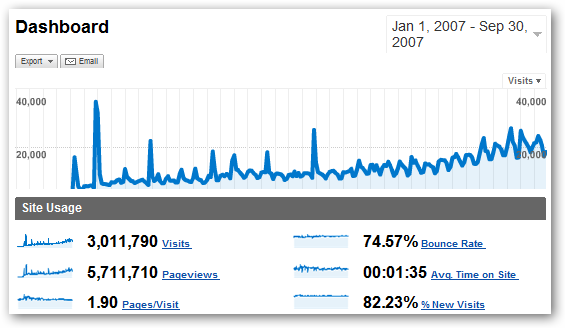 Dashboard
Jan 1, 2007 - Sep 30,
2007
Export
Email
Visits
40,000
40,000
20,000
20,000
Site Usage
3,011,790 Visits
74.57% Bounce Rate
5,711,710 Pageviews
00:01:35 Avg. Time on Site
1.90 Pages/Visit
82.23% % New Visits